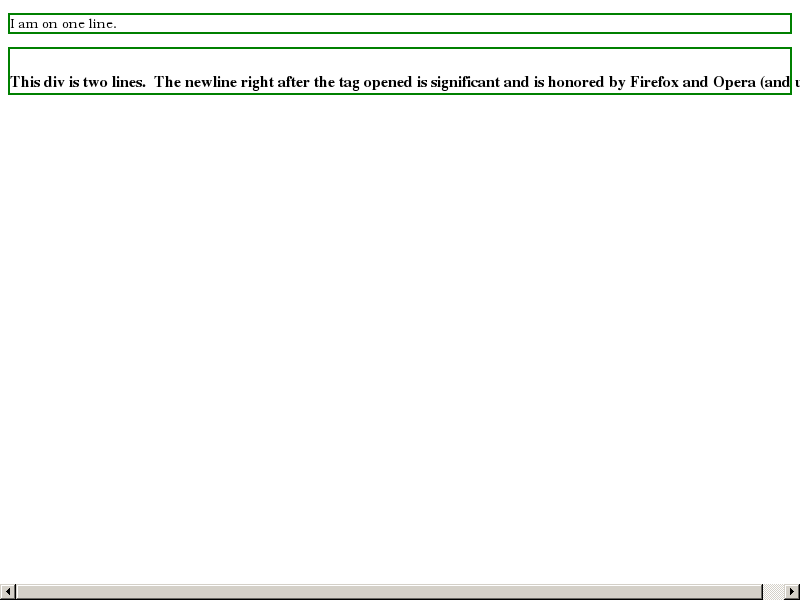 I am on one line.
This div is two lines.  The newline right after the tag opened is significant and is honored by Firefox and Opera (and